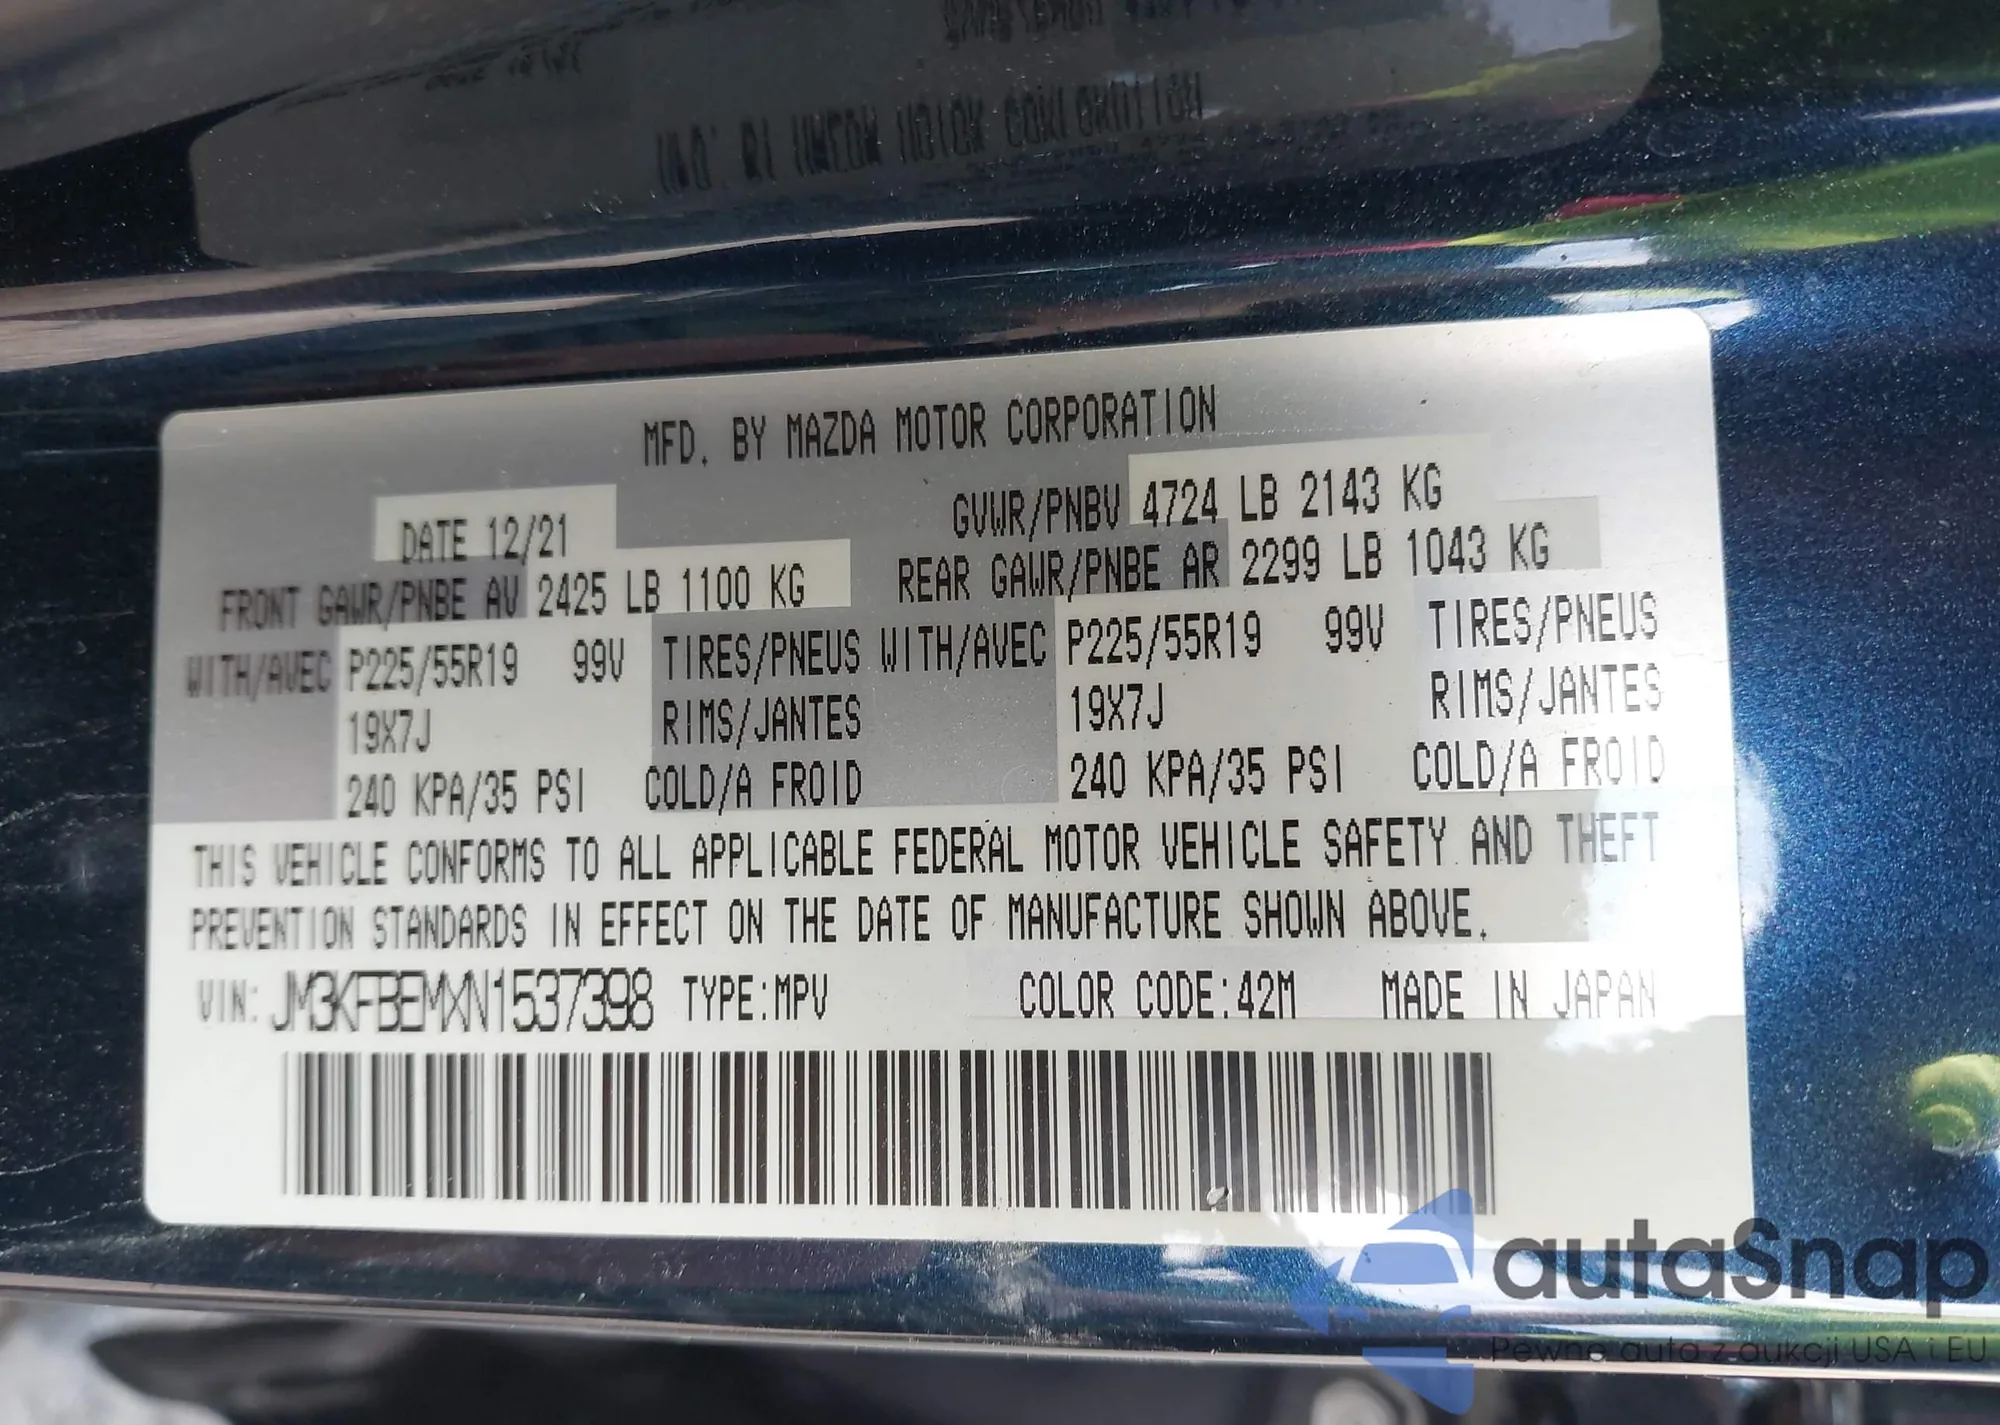 MFD. BY MAZDA MOTOR CORPORATION
DATE 12/21 GVWR/PNBV 4724 LB 2143 KG
FRONT GAWR/PNBE AV 2425 LB 1100 KG REAR GAWR/PNBE AR 2299 LB 1043 KG
WITH/AVEC P225/55R19 99V TIRES/PNEUS WITH/AVEC P225/55R19 99V TIRES/PNEUS
19X7J RIMS/JANTES 19X7J RIMS/JANTES
240 KPA/35 PSI COLD/A FROID 240 KPA/35 PSI COLD/A FROID
THIS VEHICLE CONFORMS TO ALL APPLICABLE FEDERAL MOTOR VEHICLE SAFETY AND THEFT
PREVENTION STANDARDS IN EFFECT ON THE DATE OF MANUFACTURE SHOWN ABOVE.
VIN: JM3KFBEMXN1537398 TYPE:MPV COLOR CODE:42M MADE IN JAPAN
autaSnap
Pewne auta z aukcji USA i EU